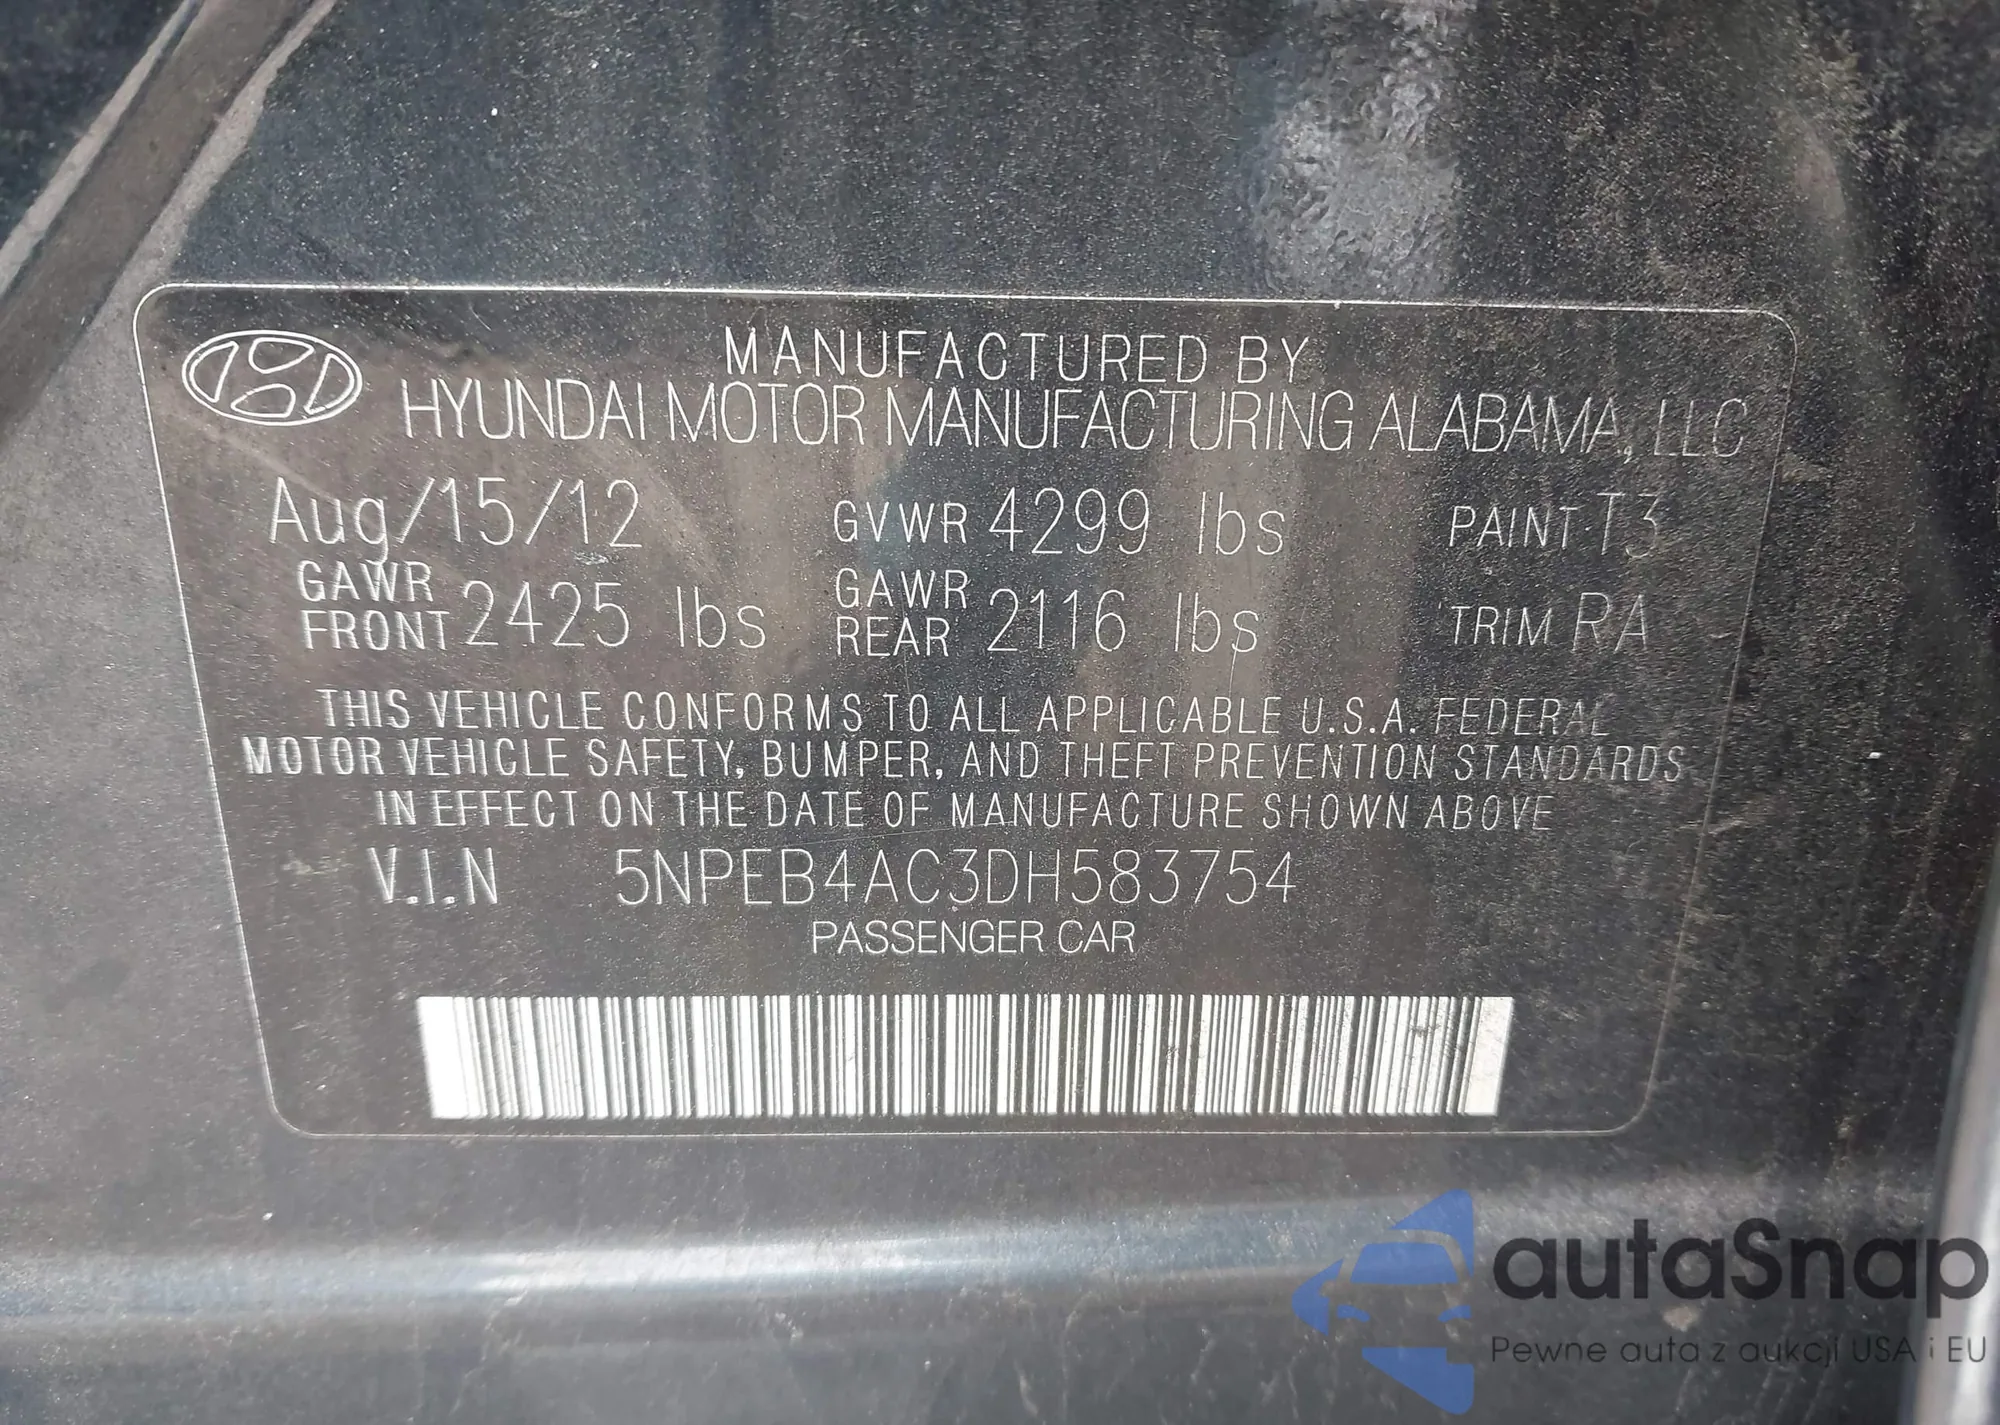 MANUFACTURED BY
HYUNDAI MOTOR MANUFACTURING ALABAMA, LLC
Aug/15/12 GVWR 4299 lbs PAINT T3
GAWR FRONT 2425 lbs GAWR REAR 2116 lbs TRIM RA
THIS VEHICLE CONFORMS TO ALL APPLICABLE U.S.A. FEDERAL
MOTOR VEHICLE SAFETY, BUMPER, AND THEFT PREVENTION STANDARDS
IN EFFECT ON THE DATE OF MANUFACTURE SHOWN ABOVE
V.I.N 5NPEB4AC3DH583754
PASSENGER CAR
autaSnap
Pewne auta z aukcji USA i EU